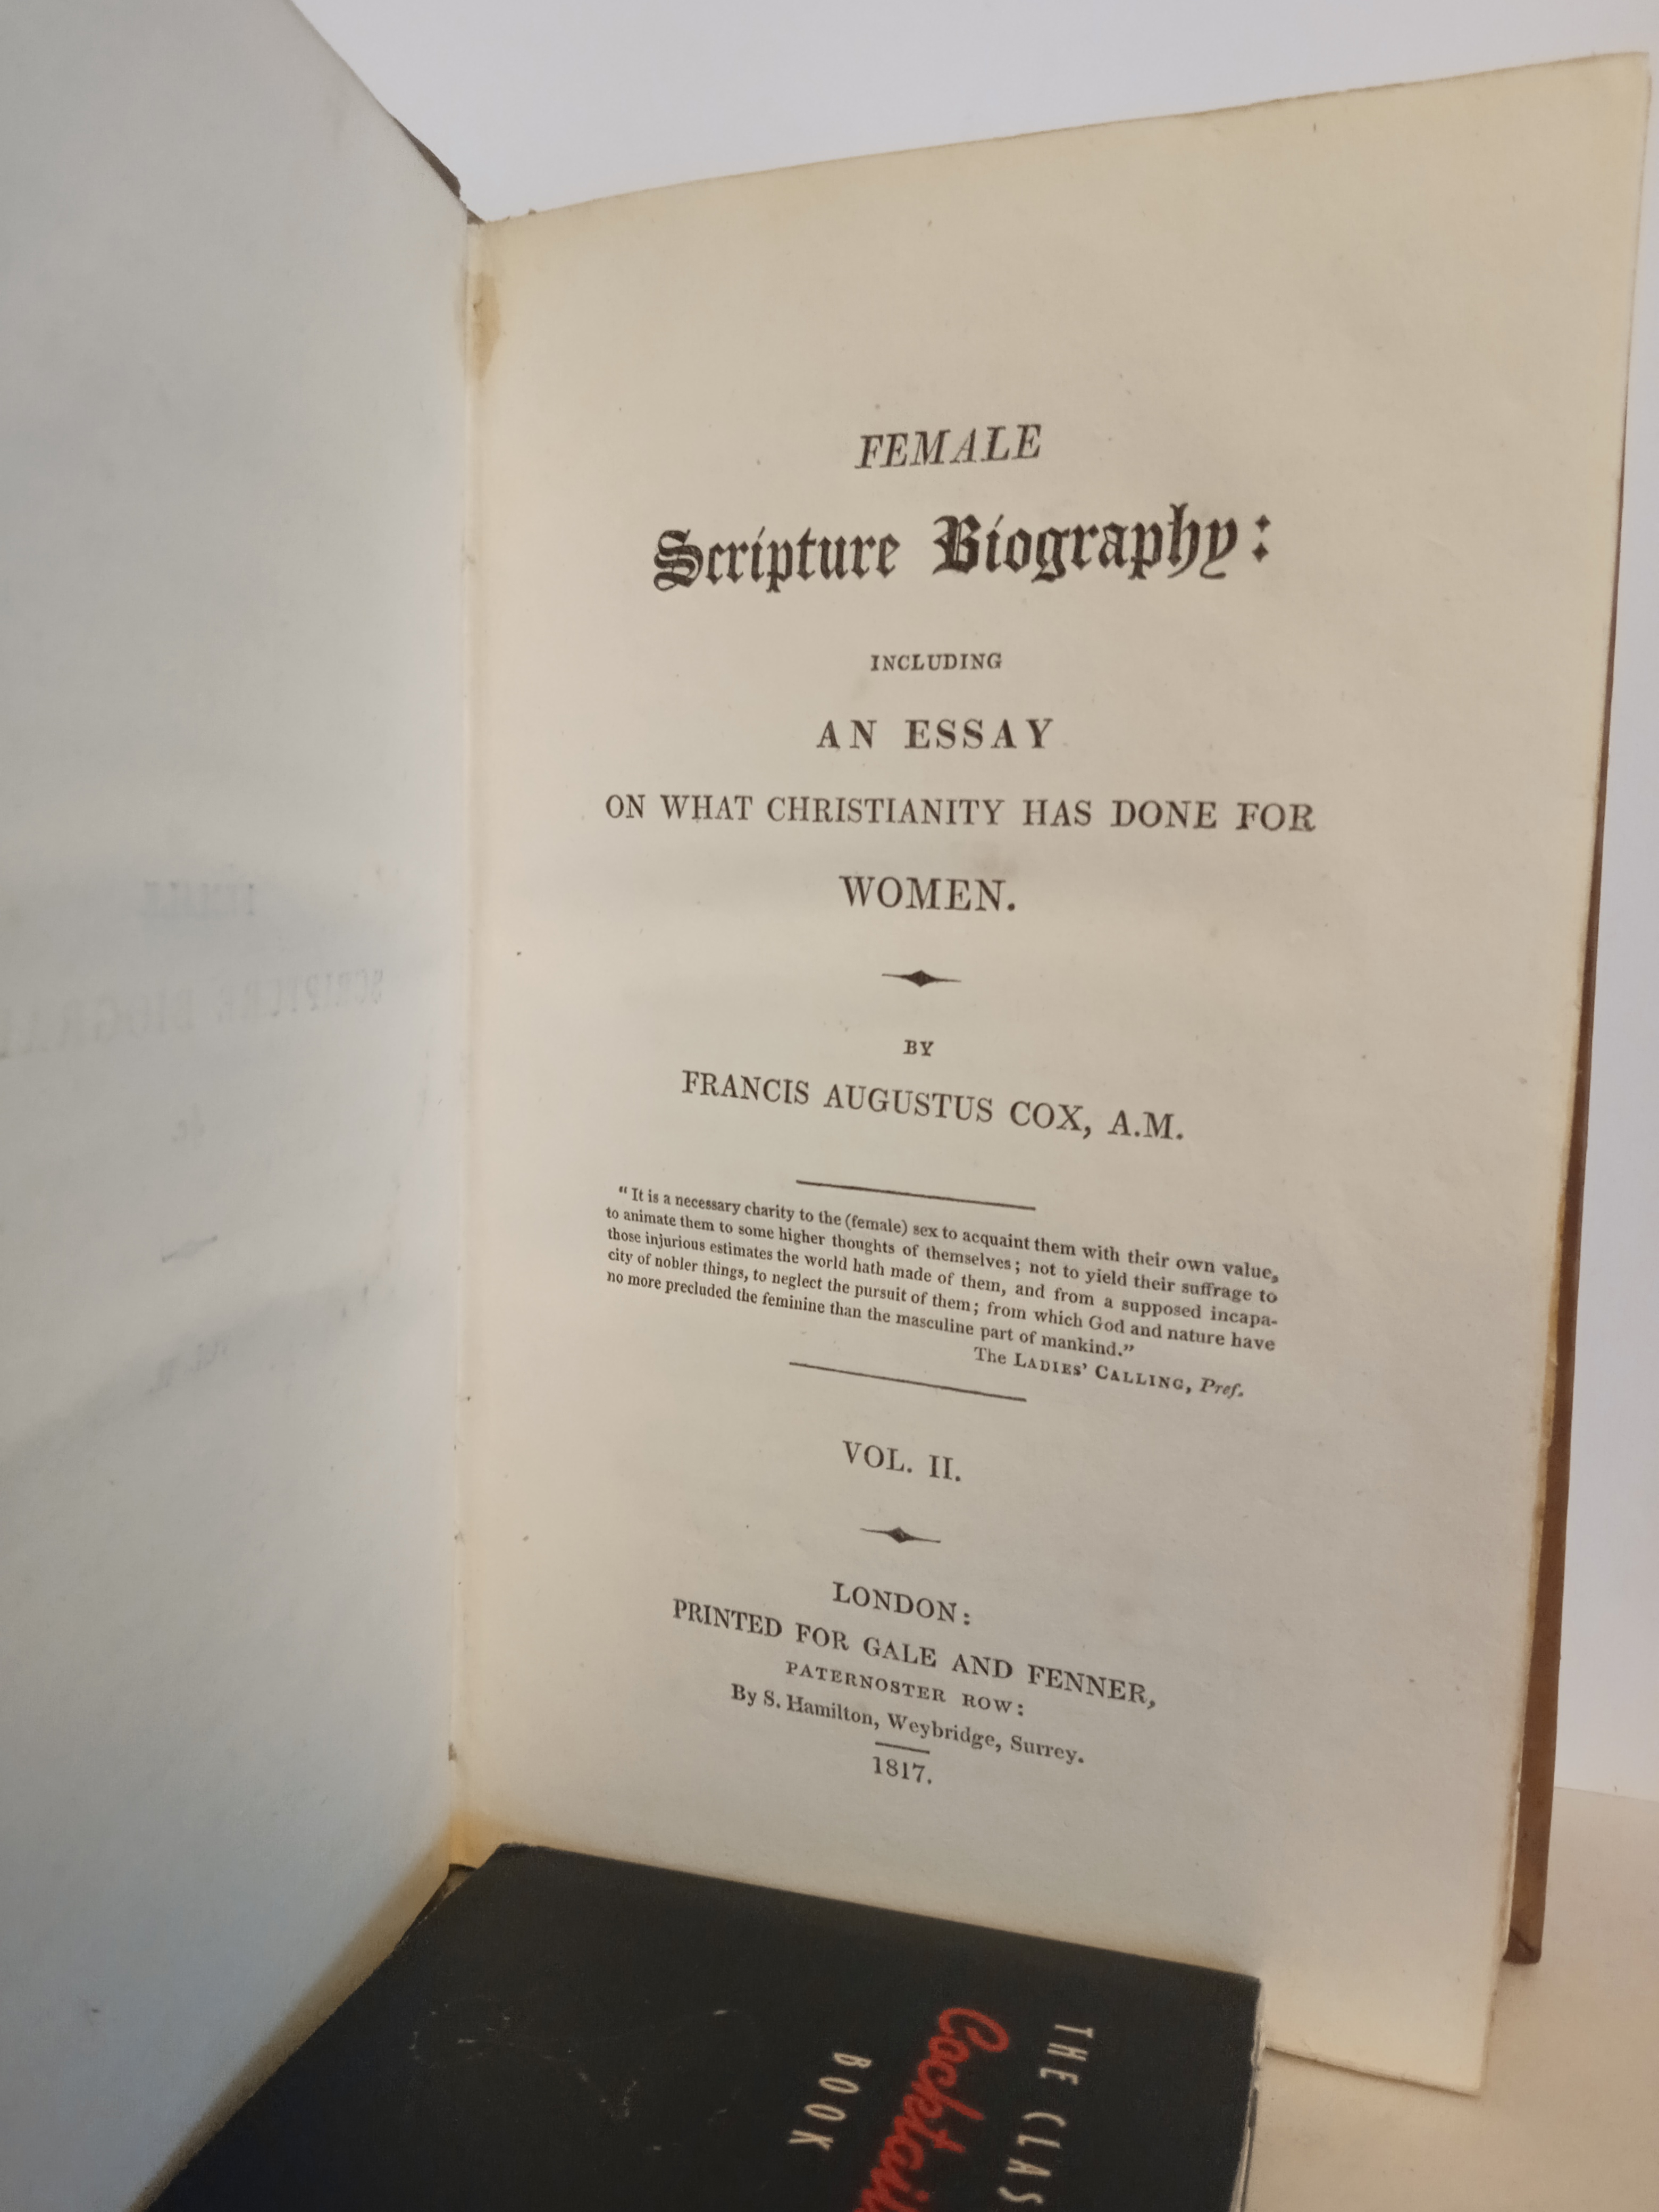 FEMALE
Scripture Biography:
INCLUDING
AN ESSAY
ON WHAT CHRISTIANITY HAS DONE FOR
WOMEN.
BY
FRANCIS AUGUSTUS COX, A.M.
“It is a necessary charity to the (female) sex to acquaint them with their own value,
to animate them to some higher thoughts of themselves; not to yield their suffrage to
those injurious estimates the world hath made of them, and from a supposed incapa-
city of nobler things, to neglect the pursuit of them; from which God and nature have
no more precluded the feminine than the masculine part of mankind.”
The LADIES’ CALLING, Pref.
VOL. II.
LONDON:
PRINTED FOR GALE AND FENNER,
PATERNOSTER ROW:
By S. Hamilton, Weybridge, Surrey.
1817.
THE
Cocktail
BOOK